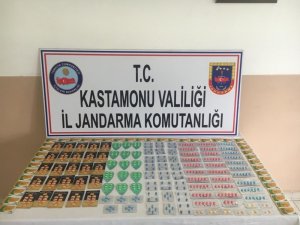 T.C.
KASTAMONU VALİLİĞİ
İL JANDARMA KOMUTANLIĞI